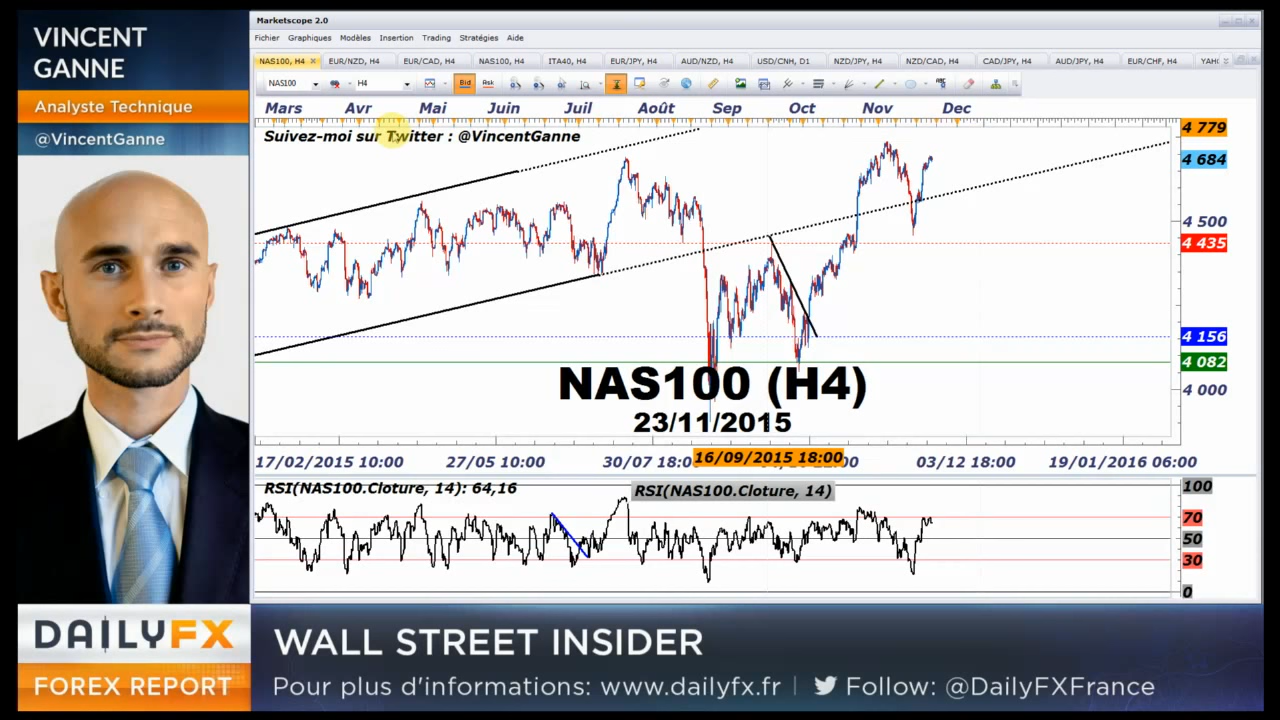 VINCENT
GANNE
Analyste Technique
@VincentGanne
Marketscope 2.0
Fichier Graphiques Modèles Insertion Trading Stratégies Aide
NAS100, H4 EUR/NZD, H4 EUR/CAD, H4 NAS100, H4 ITA40, H4 EUR/JPY, H4 AUD/NZD, H4 USD/CNH, D1 NZD/JPY, H4 NZD/CAD, H4 CAD/JPY, H4 AUD/JPY, H4 EUR/CHF, H4 YAHO
NAS100 H4 Bid Ask
Mars Avr Mai Juin Juil Août Sep Oct Nov Dec
Suivez-moi sur Twitter : @VincentGanne
4 779
4 684
4 500
4 435
4 156
4 082
4 000
NAS100 (H4)
23/11/2015
17/02/2015 10:00 27/05 10:00 30/07 18:00 16/09/2015 18:00 03/12 18:00 19/01/2016 06:00
RSI(NAS100.Cloture, 14): 64,16
RSI(NAS100.Cloture, 14)
100
70
50
30
0
DAILYFX
FOREX REPORT
WALL STREET INSIDER
Pour plus d'informations: www.dailyfx.fr | Follow: @DailyFXFrance